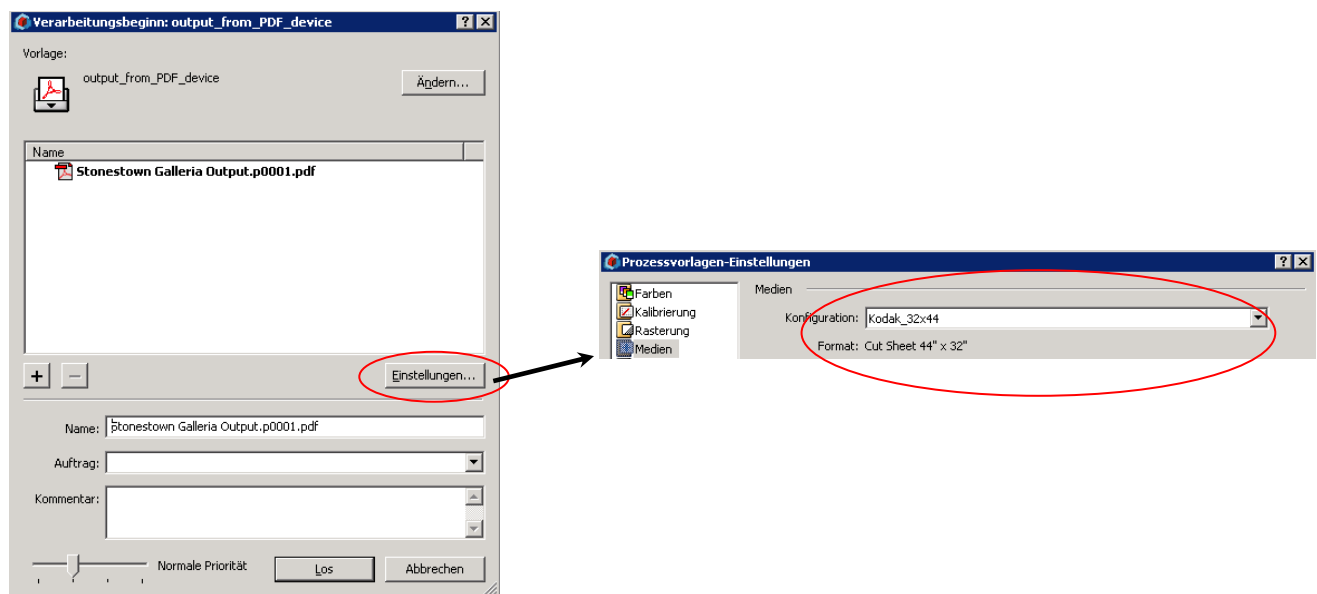 Verarbeitungsbeginn: output_from_PDF_device
Vorlage:
output_from_PDF_device
Ändern...
Name
Stonestown Galleria Output.p0001.pdf
+ −
Einstellungen...
Name: Stonestown Galleria Output.p0001.pdf
Auftrag:
Kommentar:
Normale Priorität
Los
Abbrechen
Prozessvorlagen-Einstellungen
Farben
Kalibrierung
Rasterung
Medien
Medien
Konfiguration: Kodak_32x44
Format: Cut Sheet 44" x 32"